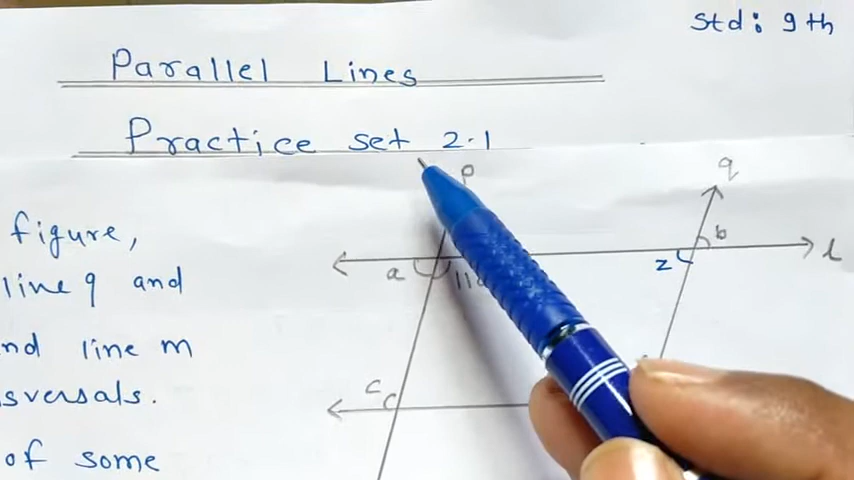 Std: 9th
Parallel Lines
Practice set 2.1
figure,
line q and
nd line m
sversals.
of some
p
q
l
a
b
z
c